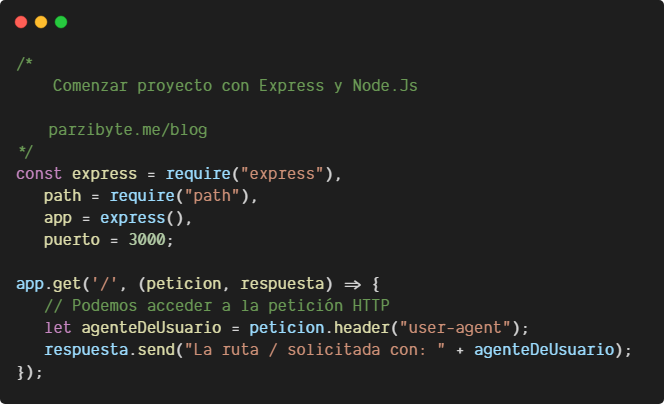 /*
    Comenzar proyecto con Express y Node.Js
    parzibyte.me/blog
*/
const express = require("express"),
   path = require("path"),
   app = express(),
   puerto = 3000;
app.get('/', (peticion, respuesta) => {
   // Podemos acceder a la petición HTTP
   let agenteDeUsuario = peticion.header("user-agent");
   respuesta.send("La ruta / solicitada con: " + agenteDeUsuario);
});